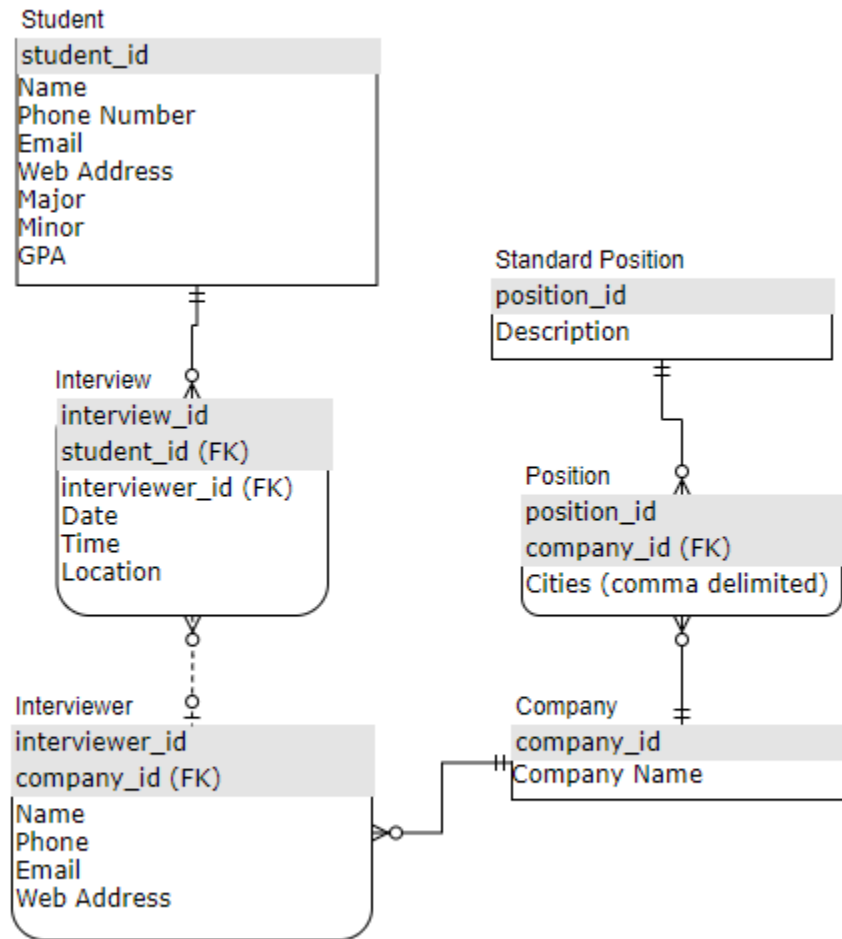 Student
student_id
Name
Phone Number
Email
Web Address
Major
Minor
GPA
Standard Position
position_id
Description
Interview
interview_id
student_id (FK)
interviewer_id (FK)
Date
Time
Location
Position
position_id
company_id (FK)
Cities (comma delimited)
Interviewer
interviewer_id
company_id (FK)
Name
Phone
Email
Web Address
Company
company_id
Company Name